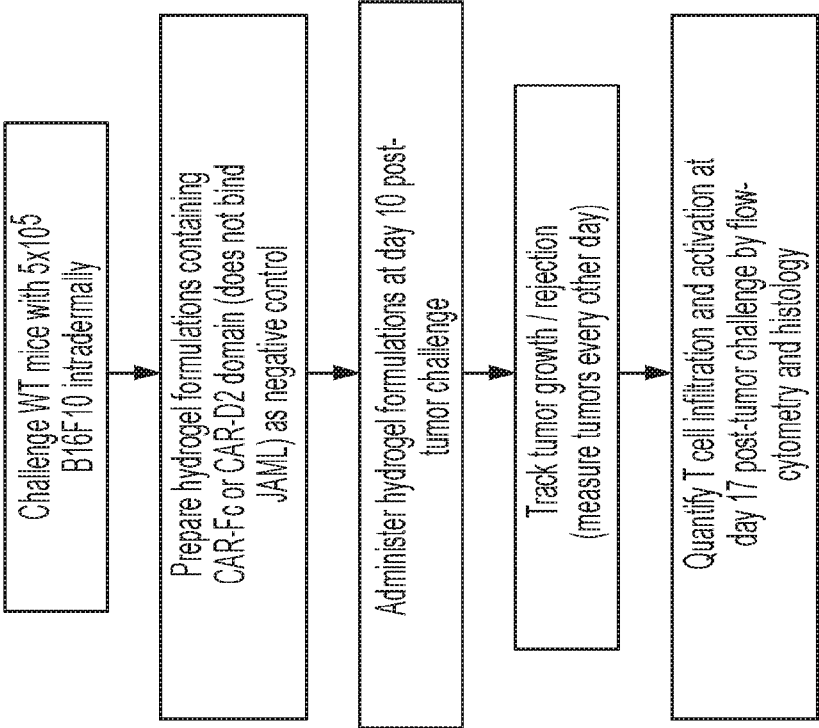 Challenge WT mice with 5x10⁵
B16F10 intradermally
Prepare hydrogel formulations containing
CAR-Fc or CAR-D2 domain (does not bind
JAML) as negative control
Administer hydrogel formulations at day 10 post-
tumor challenge
Track tumor growth / rejection
(measure tumors every other day)
Quantify T cell infiltration and activation at
day 17 post-tumor challenge by flow-
cytometry and histology